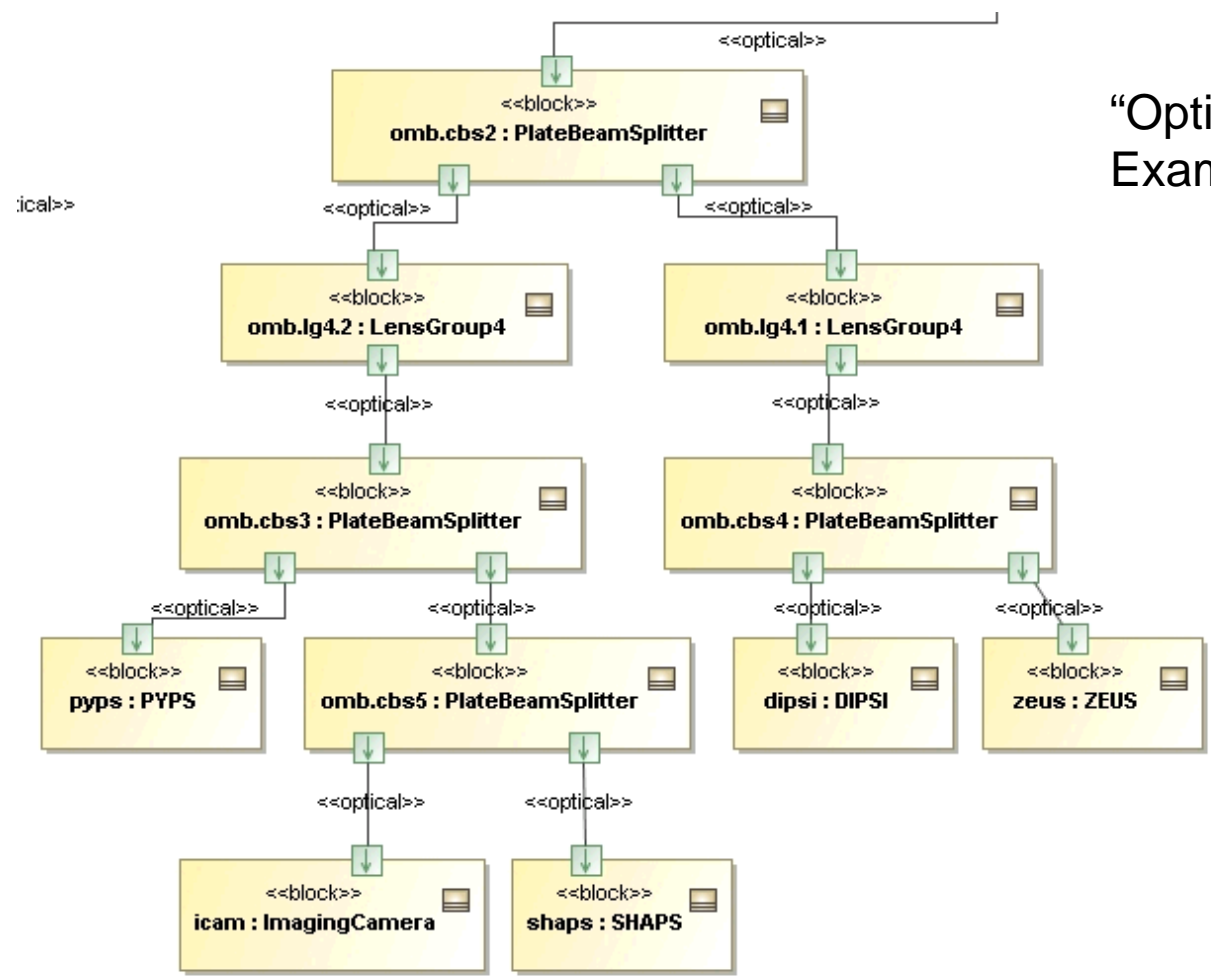 <<optical>>
<<block>>
omb.cbs2 : PlateBeamSplitter
“Opti
Exam
tical>>
<<optical>>
<<optical>>
<<block>>
omb.lg4.2 : LensGroup4
<<block>>
omb.lg4.1 : LensGroup4
<<optical>>
<<optical>>
<<block>>
omb.cbs3 : PlateBeamSplitter
<<block>>
omb.cbs4 : PlateBeamSplitter
<<optical>>
<<optical>>
<<optical>>
<<optical>>
<<block>>
pyps : PYPS
<<block>>
omb.cbs5 : PlateBeamSplitter
<<block>>
dipsi : DIPSI
<<block>>
zeus : ZEUS
<<optical>>
<<optical>>
<<block>>
icam : ImagingCamera
<<block>>
shaps : SHAPS